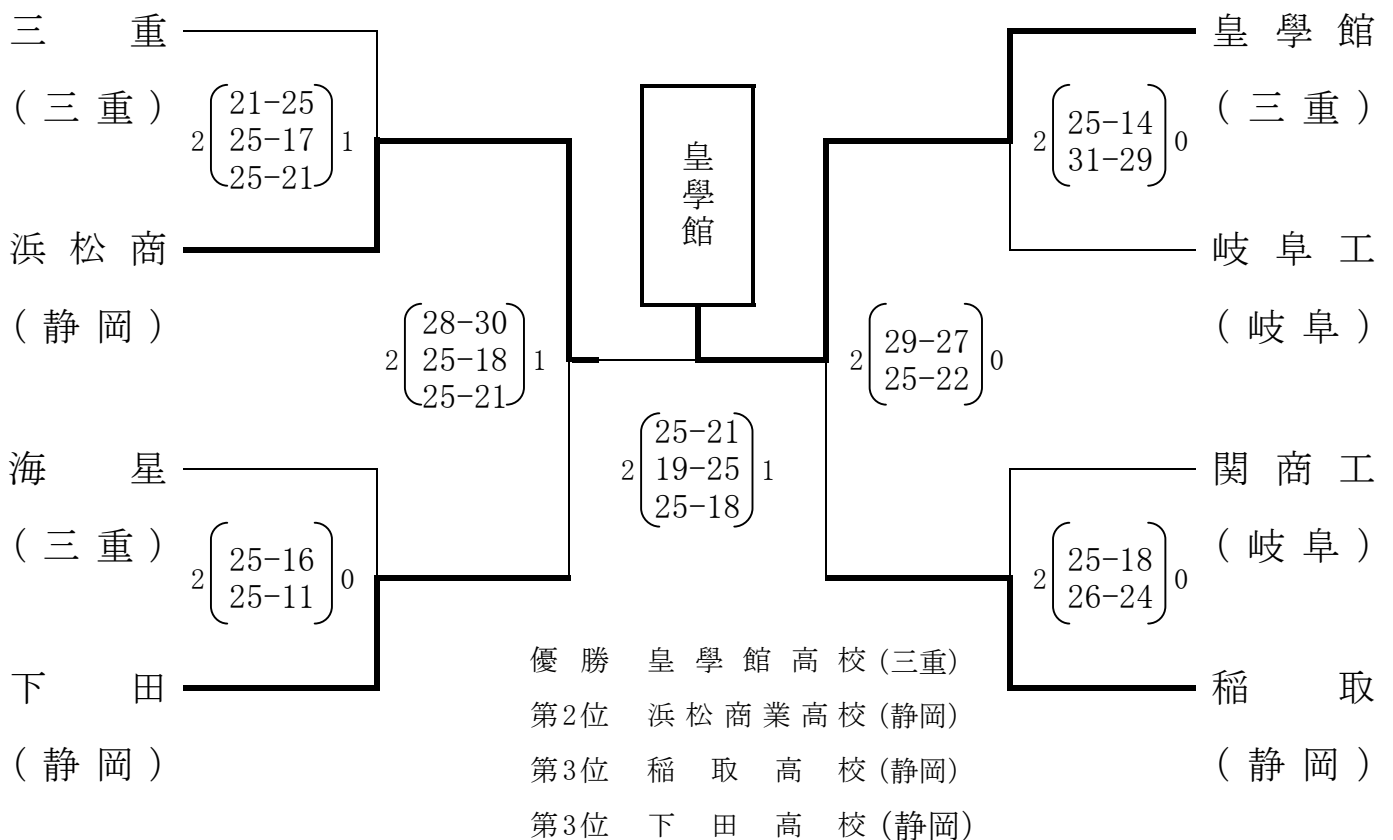 三重
(三重)
2 21-25 1
25-17
25-21
浜松商
(静岡)
2 28-30 1
25-18
25-21
海星
(三重)
2 25-16 0
25-11
下田
(静岡)
皇學館
2 25-21 1
19-25
25-18
皇學館
(三重)
2 25-14 0
31-29
岐阜工
(岐阜)
2 29-27 0
25-22
関商工
(岐阜)
2 25-18 0
26-24
稲取
(静岡)
優勝 皇學館高校(三重)
第2位 浜松商業高校(静岡)
第3位 稲取高校(静岡)
第3位 下田高校(静岡)